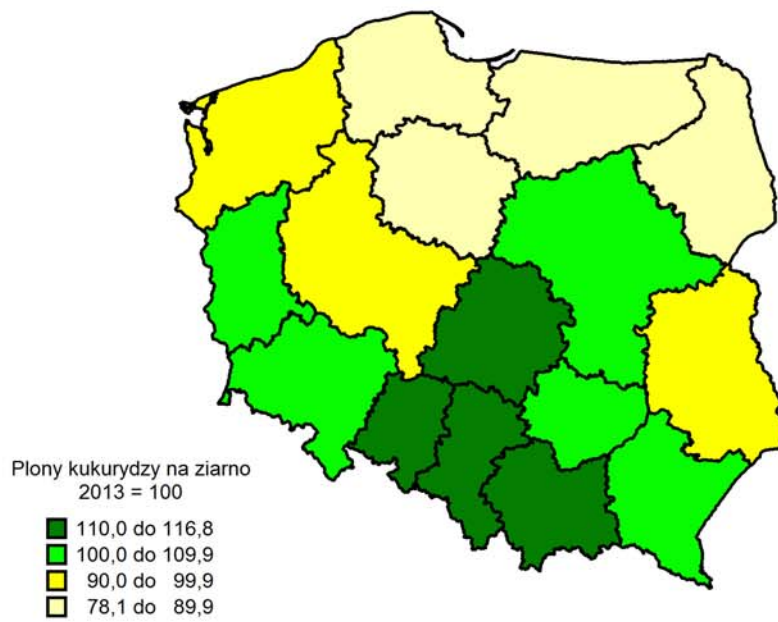 Plony kukurydzy na ziarno
2013 = 100
110,0 do 116,8
100,0 do 109,9
90,0 do 99,9
78,1 do 89,9